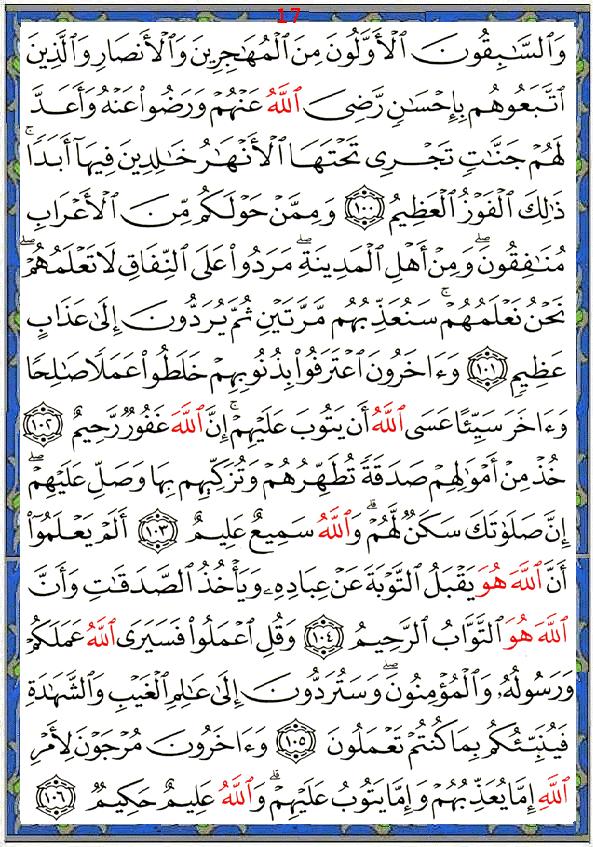 17
وَٱلسَّٰبِقُونَ ٱلْأَوَّلُونَ مِنَ ٱلْمُهَٰجِرِينَ وَٱلْأَنصَارِ وَٱلَّذِينَ
ٱتَّبَعُوهُم بِإِحْسَٰنٍ رَّضِىَ ٱللَّهُ عَنْهُمْ وَرَضُوا۟ عَنْهُ وَأَعَدَّ
لَهُمْ جَنَّٰتٍ تَجْرِى تَحْتَهَا ٱلْأَنْهَٰرُ خَٰلِدِينَ فِيهَآ أَبَدًا ۚ
ذَٰلِكَ ٱلْفَوْزُ ٱلْعَظِيمُ ١٠٠ وَمِمَّنْ حَوْلَكُم مِّنَ ٱلْأَعْرَابِ
مُنَٰفِقُونَ ۖ وَمِنْ أَهْلِ ٱلْمَدِينَةِ ۖ مَرَدُوا۟ عَلَى ٱلنِّفَاقِ لَا تَعْلَمُهُمْ ۖ
نَحْنُ نَعْلَمُهُمْ ۚ سَنُعَذِّبُهُم مَّرَّتَيْنِ ثُمَّ يُرَدُّونَ إِلَىٰ عَذَابٍ
عَظِيمٍ ١٠١ وَءَاخَرُونَ ٱعْتَرَفُوا۟ بِذُنُوبِهِمْ خَلَطُوا۟ عَمَلًا صَٰلِحًا
وَءَاخَرَ سَيِّئًا عَسَى ٱللَّهُ أَن يَتُوبَ عَلَيْهِمْ ۚ إِنَّ ٱللَّهَ غَفُورٌ رَّحِيمٌ ١٠٢
خُذْ مِنْ أَمْوَٰلِهِمْ صَدَقَةً تُطَهِّرُهُمْ وَتُزَكِّيهِم بِهَا وَصَلِّ عَلَيْهِمْ ۖ
إِنَّ صَلَوٰتَكَ سَكَنٌ لَّهُمْ ۗ وَٱللَّهُ سَمِيعٌ عَلِيمٌ ١٠٣ أَلَمْ يَعْلَمُوٓا۟
أَنَّ ٱللَّهَ هُوَ يَقْبَلُ ٱلتَّوْبَةَ عَنْ عِبَادِهِۦ وَيَأْخُذُ ٱلصَّدَقَٰتِ وَأَنَّ
ٱللَّهَ هُوَ ٱلتَّوَّابُ ٱلرَّحِيمُ ١٠٤ وَقُلِ ٱعْمَلُوا۟ فَسَيَرَى ٱللَّهُ عَمَلَكُمْ
وَرَسُولُهُۥ وَٱلْمُؤْمِنُونَ ۖ وَسَتُرَدُّونَ إِلَىٰ عَٰلِمِ ٱلْغَيْبِ وَٱلشَّهَٰدَةِ
فَيُنَبِّئُكُم بِمَا كُنتُمْ تَعْمَلُونَ ١٠٥ وَءَاخَرُونَ مُرْجَوْنَ لِأَمْرِ
ٱللَّهِ إِمَّا يُعَذِّبُهُمْ وَإِمَّا يَتُوبُ عَلَيْهِمْ ۗ وَٱللَّهُ عَلِيمٌ حَكِيمٌ ١٠٦